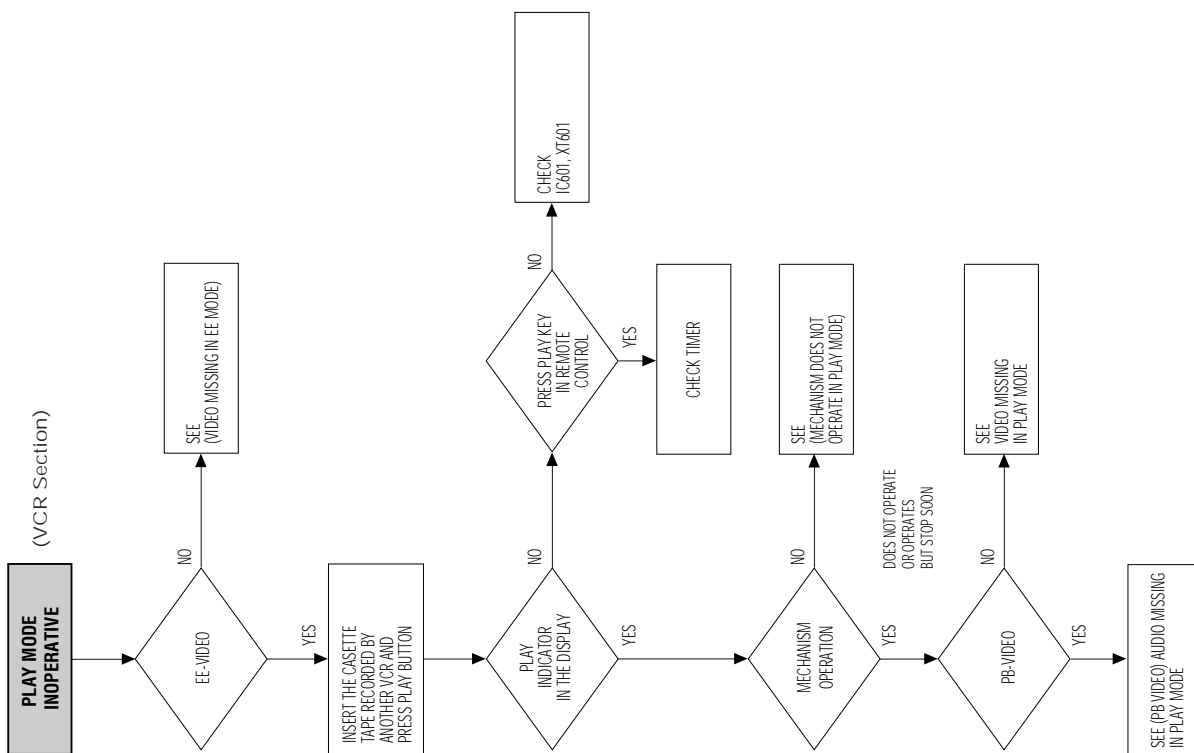 PLAY MODE
INOPERATIVE
(VCR Section)
EE-VIDEO
NO
SEE
(VIDEO MISSING IN EE MODE)
YES
INSERT THE CASETTE
TAPE RECORDED BY
ANOTHER VCR AND
PRESS PLAY BUTTON
PLAY
INDICATOR
IN THE DISPLAY
NO
PRESS PLAY KEY
IN REMOTE
CONTROL
NO
CHECK
IC601, XT601
YES
CHECK TIMER
YES
MECHANISM
OPERATION
NO
SEE
(MECHANISM DOES NOT
OPERATE IN PLAY MODE)
DOES NOT OPERATE
OR OPERATES
BUT STOP SOON
YES
PB-VIDEO
NO
SEE
VIDEO MISSING
IN PLAY MODE
YES
SEE (PB VIDEO) AUDIO MISSING
IN PLAY MODE